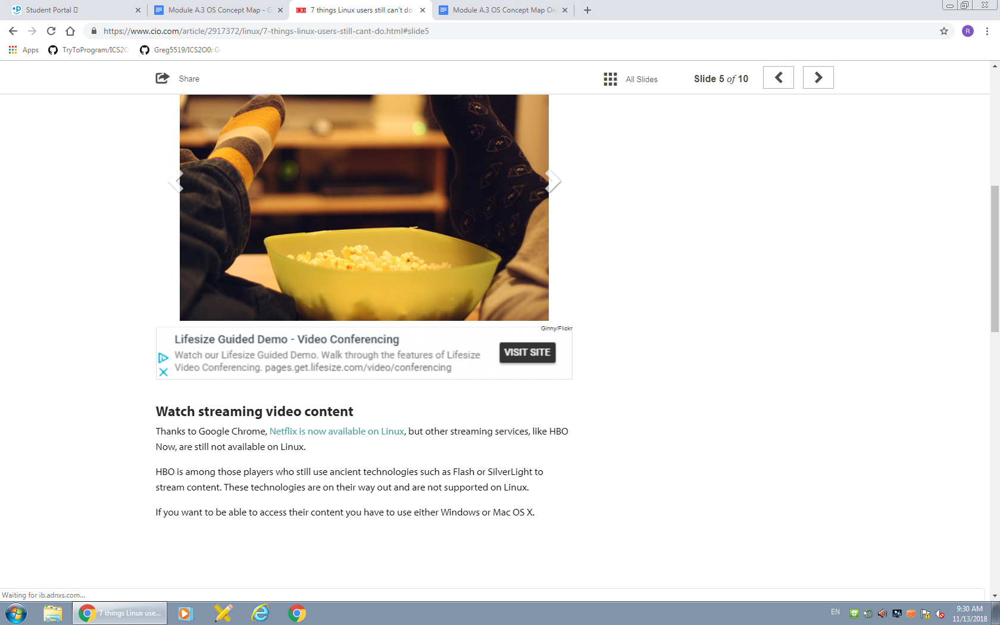 Student Portal
Module A.3 OS Concept Map - G
7 things Linux users still can't do
Module A.3 OS Concept Map Org
https://www.cio.com/article/2917372/linux/7-things-linux-users-still-cant-do.html#slide5
R
Apps
TryToProgram/ICS2O
Greg5519/ICS2O0: Gr
Share
All Slides
Slide 5 of 10
Ginny/Flickr
Lifesize Guided Demo - Video Conferencing
Watch our Lifesize Guided Demo. Walk through the features of Lifesize
Video Conferencing. pages.get.lifesize.com/video/conferencing
VISIT SITE
Watch streaming video content
Thanks to Google Chrome, Netflix is now available on Linux, but other streaming services, like HBO
Now, are still not available on Linux.
HBO is among those players who still use ancient technologies such as Flash or SilverLight to
stream content. These technologies are on their way out and are not supported on Linux.
If you want to be able to access their content you have to use either Windows or Mac OS X.
Waiting for ib.adnxs.com...
7 things Linux use...
EN
9:30 AM
11/13/2018